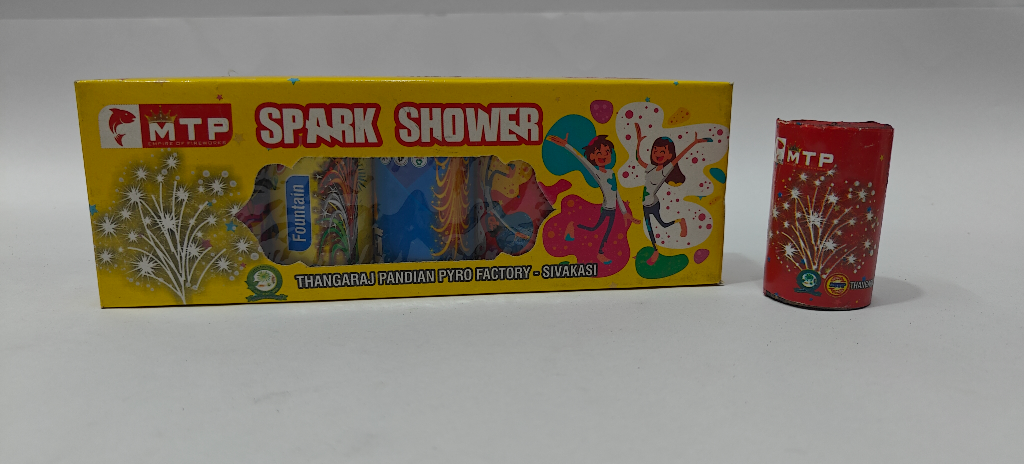 MTP
EMPIRE OF FIREWORKS
SPARK SHOWER
Fountain
THANGARAJ PANDIAN PYRO FACTORY - SIVAKASI
MTP